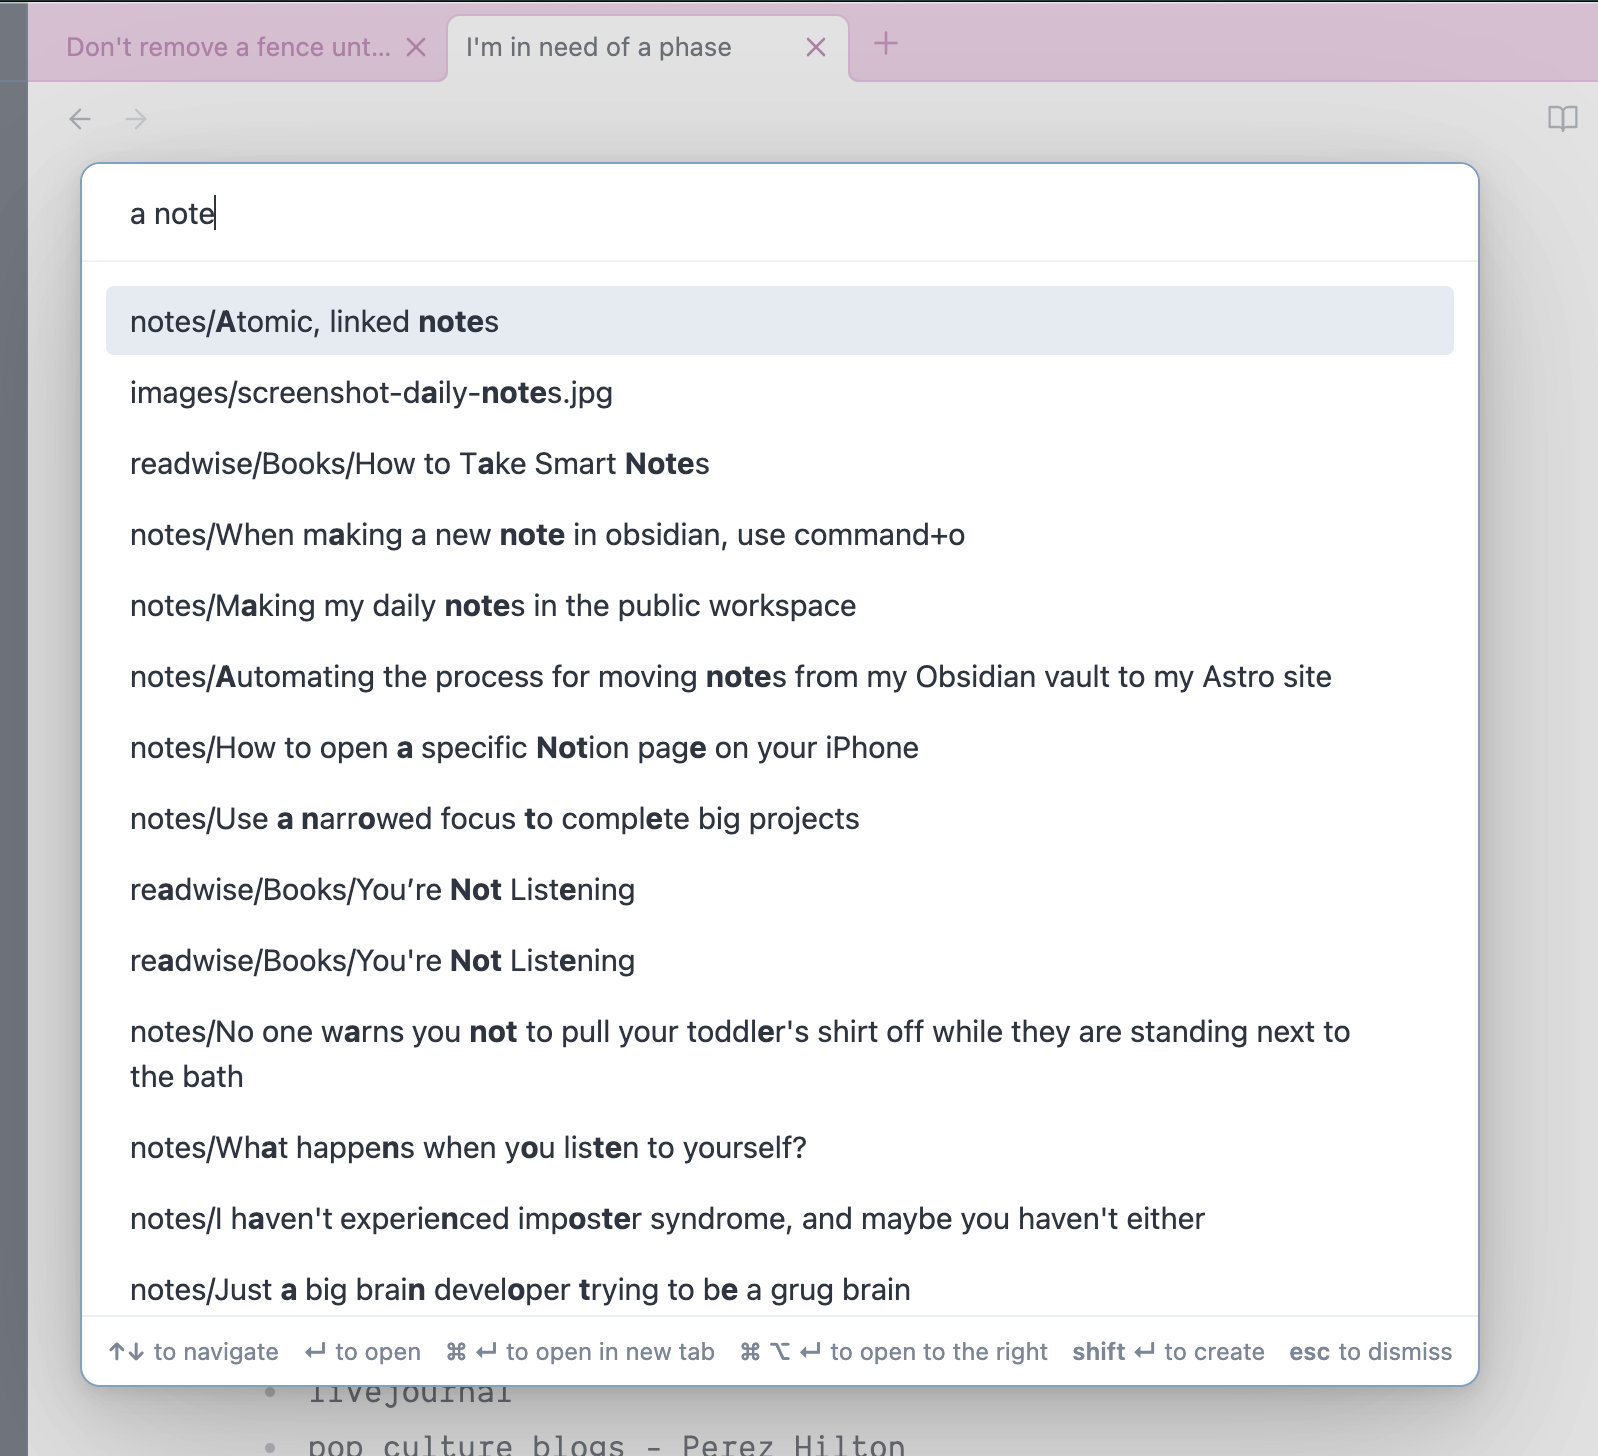 Don't remove a fence unt...
I'm in need of a phase
a note
notes/Atomic, linked notes
images/screenshot-daily-notes.jpg
readwise/Books/How to Take Smart Notes
notes/When making a new note in obsidian, use command+o
notes/Making my daily notes in the public workspace
notes/Automating the process for moving notes from my Obsidian vault to my Astro site
notes/How to open a specific Notion page on your iPhone
notes/Use a narrowed focus to complete big projects
readwise/Books/You’re Not Listening
readwise/Books/You're Not Listening
notes/No one warns you not to pull your toddler's shirt off while they are standing next to
the bath
notes/What happens when you listen to yourself?
notes/I haven't experienced imposter syndrome, and maybe you haven't either
notes/Just a big brain developer trying to be a grug brain
↑↓ to navigate ↵ to open ⌘ ↵ to open in new tab ⌘ ⌥ ↵ to open to the right shift ↵ to create esc to dismiss
livejournal
pop culture blogs - Perez Hilton